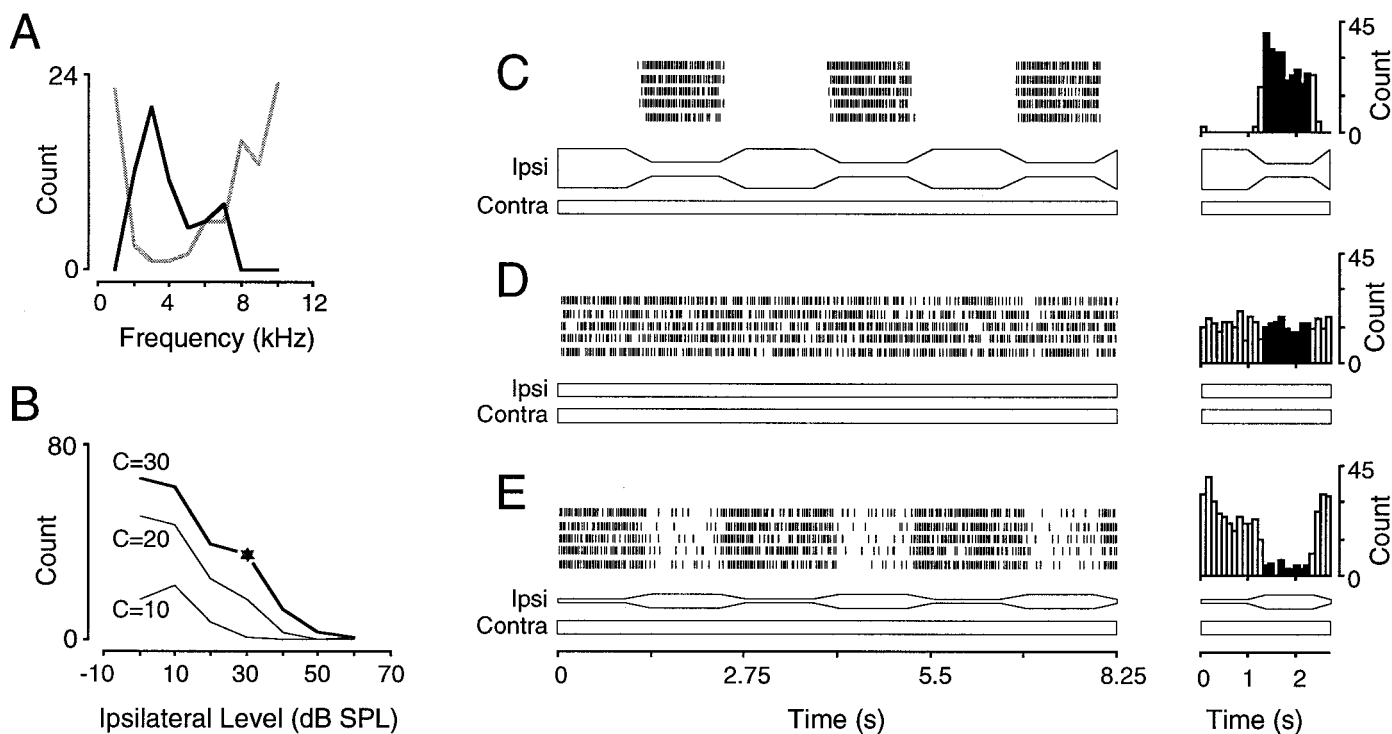 A
24
Count
0
0 4 8 12
Frequency (kHz)
B
80
C=30
C=20
C=10
Count
0
-10 10 30 50 70
Ipsilateral Level (dB SPL)
C
Ipsi
Contra
45
Count
0
D
Ipsi
Contra
45
Count
0
E
Ipsi
Contra
0 2.75 5.5 8.25
Time (s)
45
Count
0
0 1 2
Time (s)